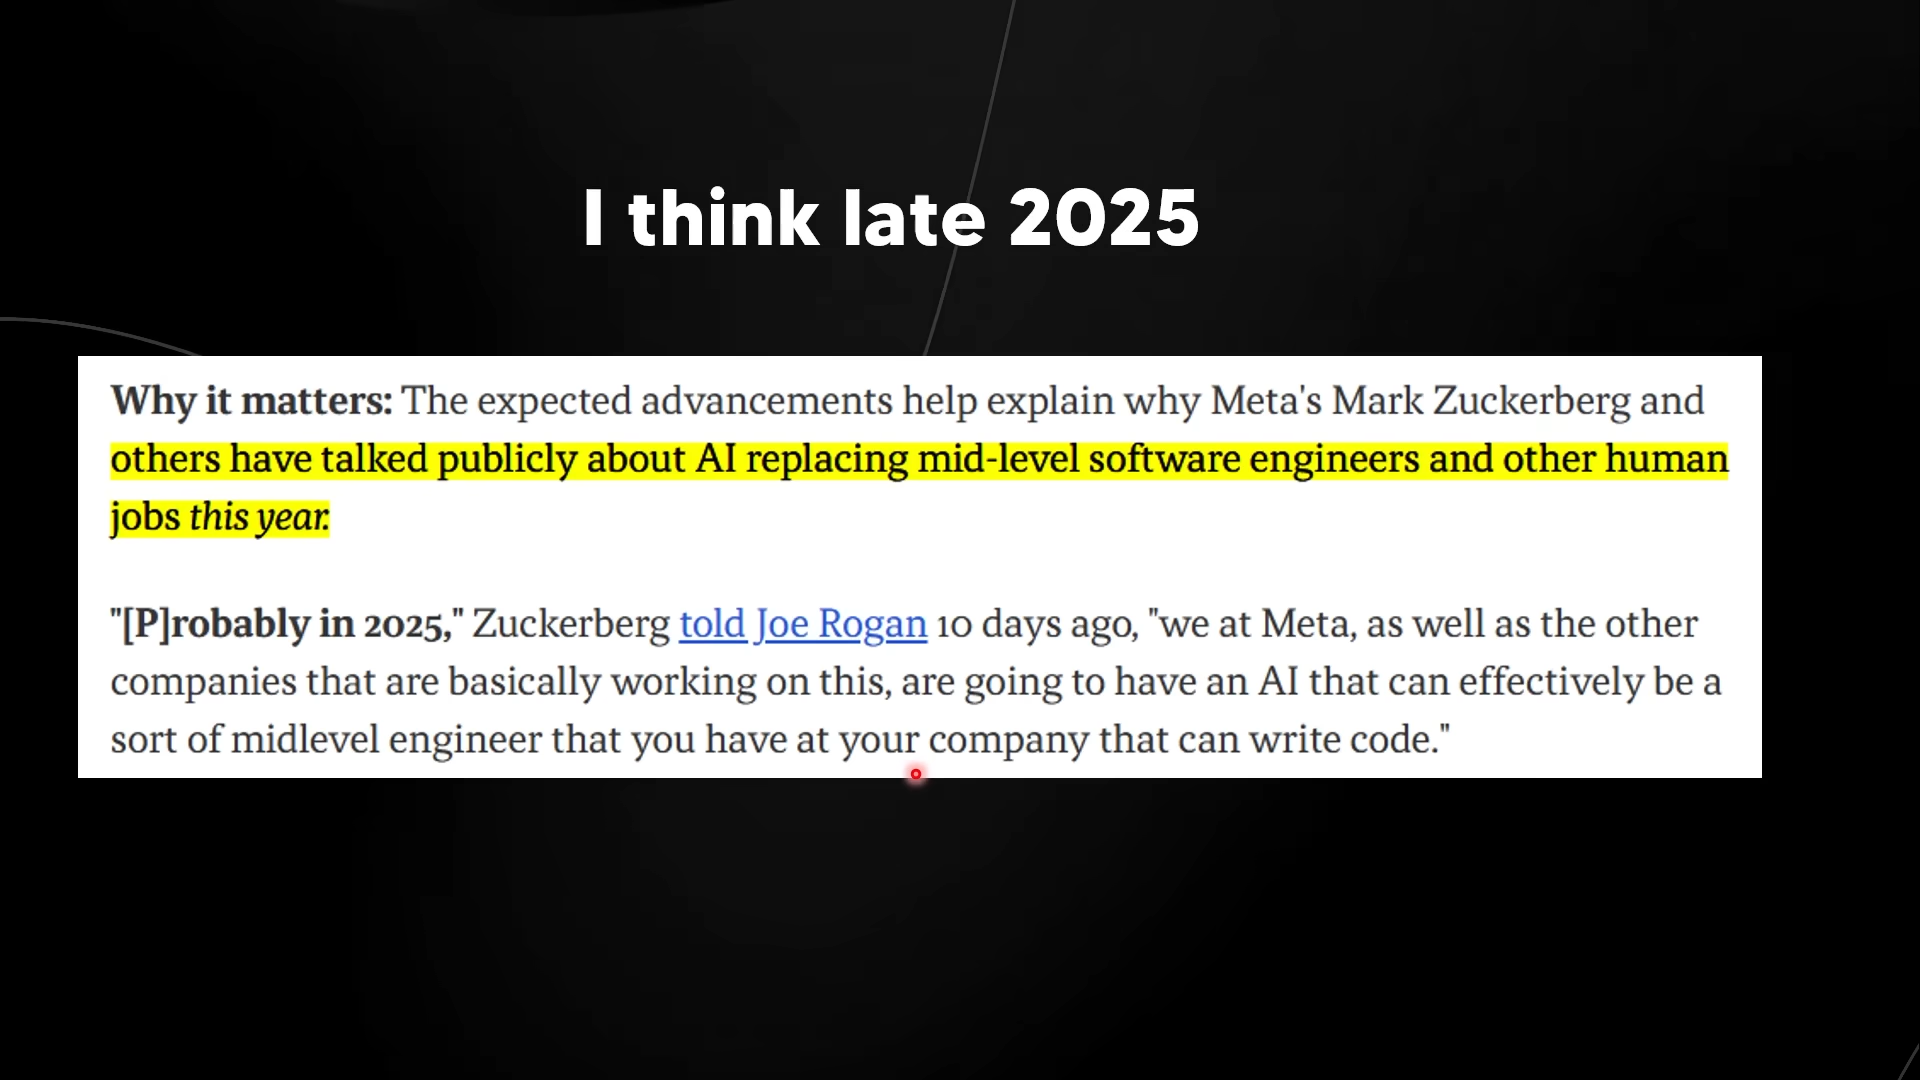 I think late 2025
Why it matters: The expected advancements help explain why Meta's Mark Zuckerberg and
others have talked publicly about AI replacing mid-level software engineers and other human
jobs this year.
"[P]robably in 2025," Zuckerberg told Joe Rogan 10 days ago, "we at Meta, as well as the other
companies that are basically working on this, are going to have an AI that can effectively be a
sort of midlevel engineer that you have at your company that can write code."